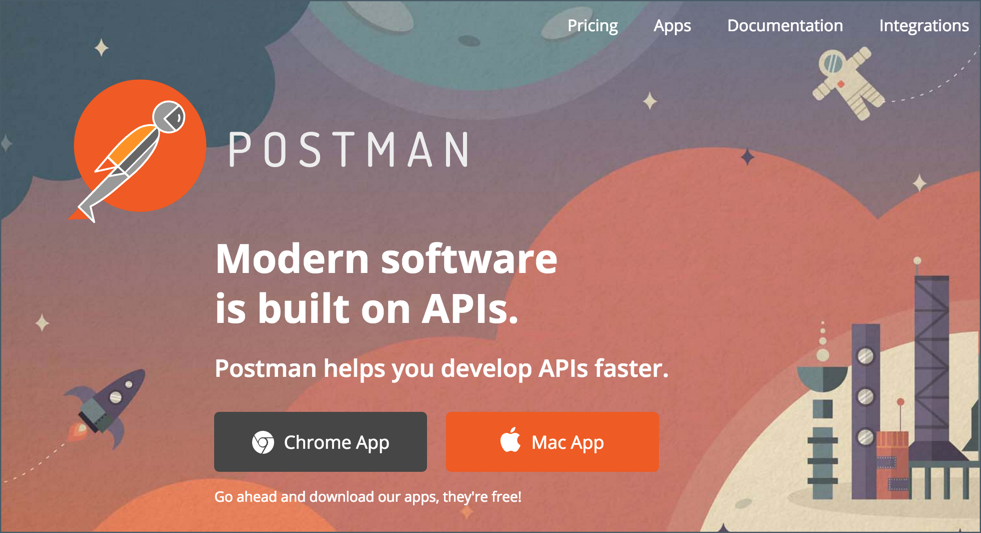 Pricing Apps Documentation Integrations
POSTMAN
Modern software
is built on APIs.
Postman helps you develop APIs faster.
Chrome App Mac App
Go ahead and download our apps, they're free!